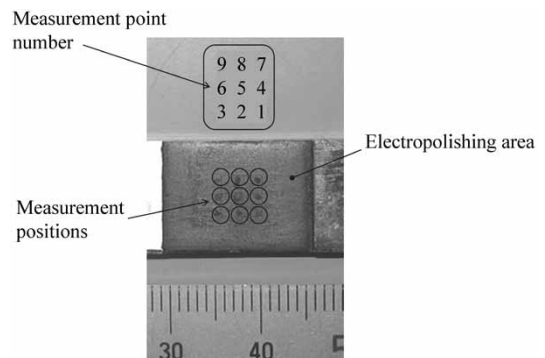 Measurement point
number
9 8 7
6 5 4
3 2 1
Electropolishing area
Measurement
positions
30 40